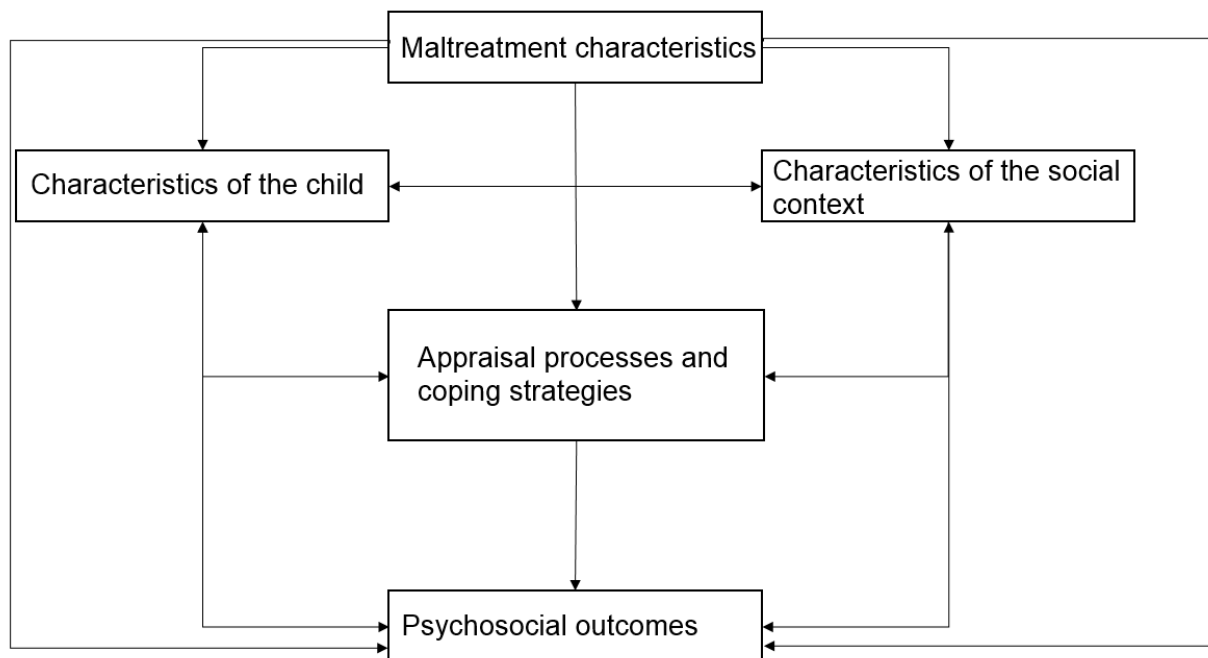 Maltreatment characteristics
Characteristics of the child
Characteristics of the social
context
Appraisal processes and
coping strategies
Psychosocial outcomes